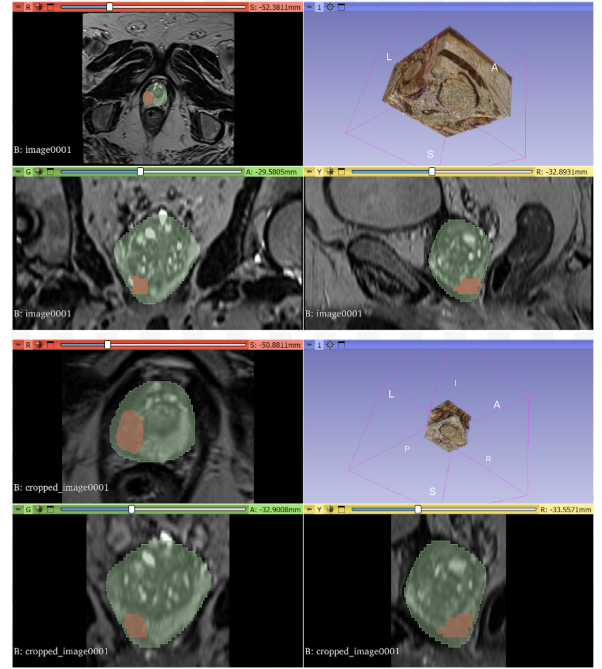 R S: -52.3811mm
1
L
A
S
B: image0001
G A: -29.5805mm
Y R: -32.8931mm
B: image0001
B: image0001
R S: -50.8811mm
1
I
L
A
P
R
S
B: cropped_image0001
G A: -32.9008mm
Y R: -33.5571mm
B: cropped_image0001
B: cropped_image0001